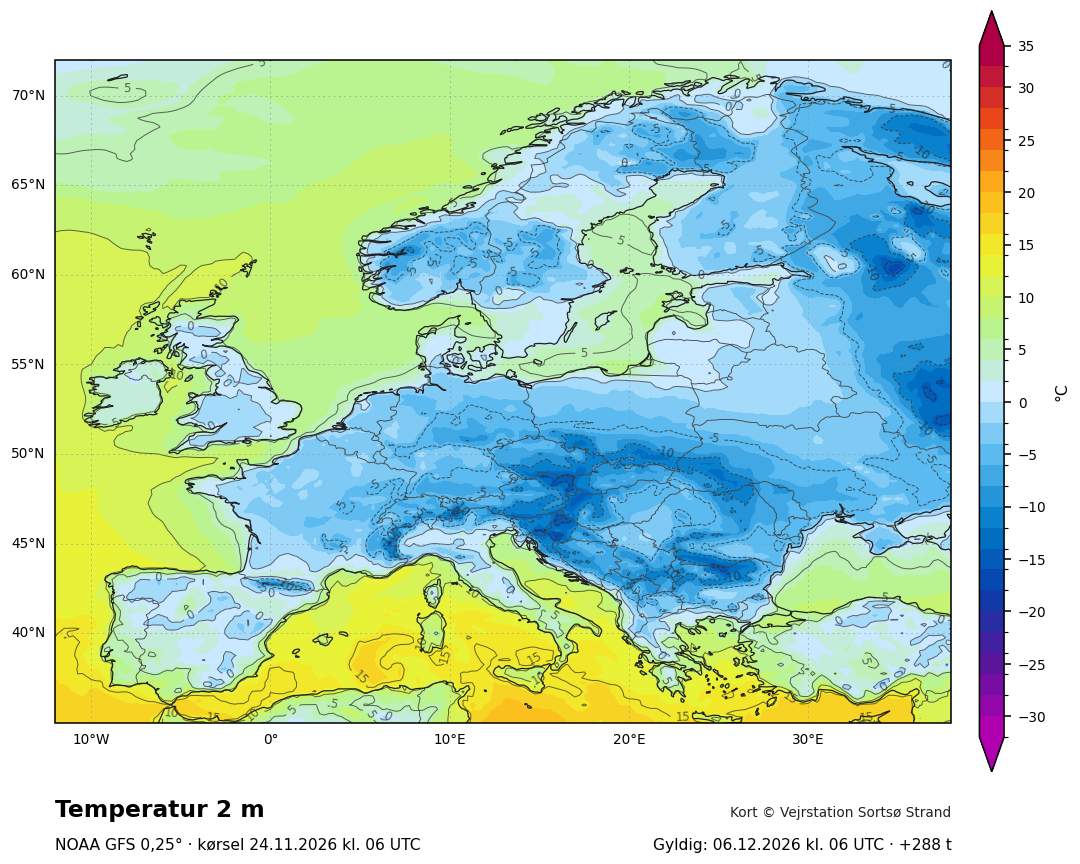 35
30
25
20
15
10
5
0
−5
−10
−15
−20
−25
−30
°C
70°N
65°N
60°N
55°N
50°N
45°N
40°N
10°W
0°
10°E
20°E
30°E
Temperatur 2 m
Kort © Vejrstation Sortsø Strand
NOAA GFS 0,25° · kørsel 24.11.2026 kl. 06 UTC
Gyldig: 06.12.2026 kl. 06 UTC · +288 t